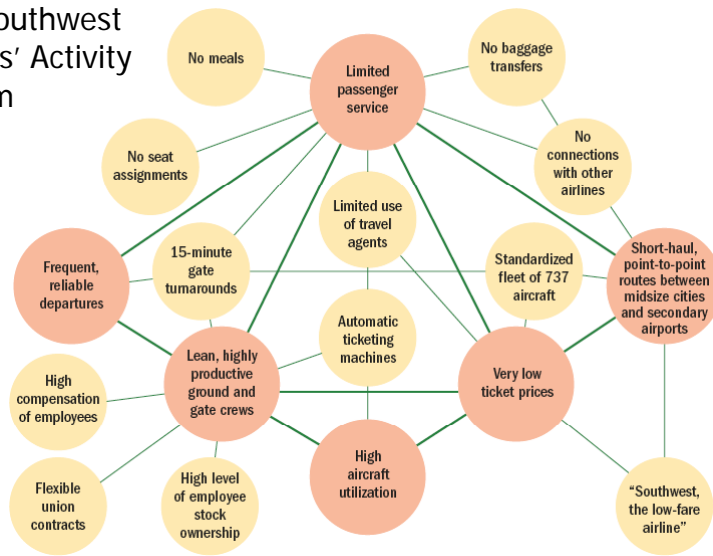 outhwest
s' Activity
m
No meals
Limited
passenger
service
No baggage
transfers
No seat
assignments
No
connections
with other
airlines
Limited use
of travel
agents
Frequent,
reliable
departures
15-minute
gate
turnarounds
Standardized
fleet of 737
aircraft
Short-haul,
point-to-point
routes between
midsize cities
and secondary
airports
Automatic
ticketing
machines
High
compensation
of employees
Lean, highly
productive
ground and
gate crews
Very low
ticket prices
Flexible
union
contracts
High level
of employee
stock
ownership
High
aircraft
utilization
“Southwest,
the low-fare
airline”